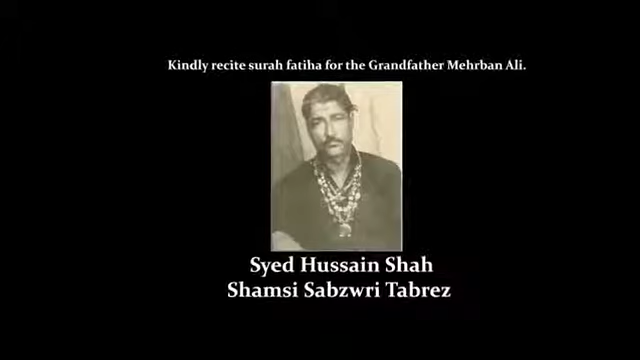 Kindly recite surah fatiha for the Grandfather Mehrban Ali.
Syed Hussain Shah
Shamsi Sabzwri Tabrez